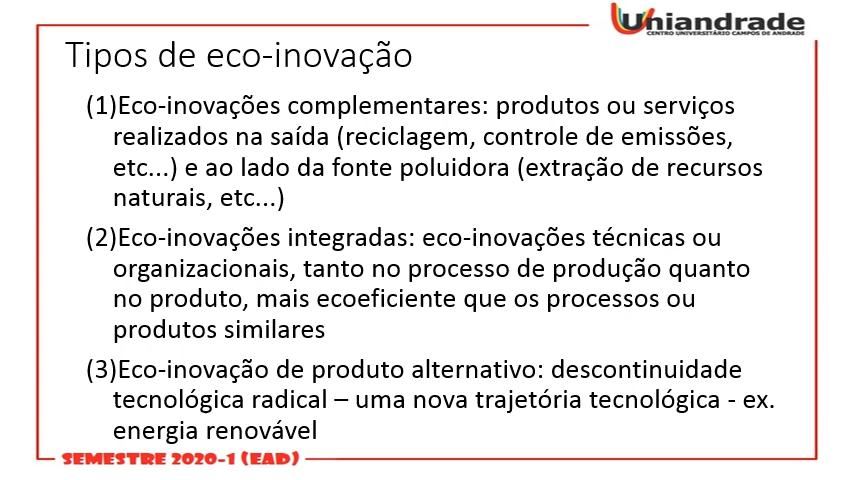 Uniandrade
CENTRO UNIVERSITÁRIO CAMPOS DE ANDRADE
Tipos de eco-inovação
(1)Eco-inovações complementares: produtos ou serviços
realizados na saída (reciclagem, controle de emissões,
etc...) e ao lado da fonte poluidora (extração de recursos
naturais, etc...)
(2)Eco-inovações integradas: eco-inovações técnicas ou
organizacionais, tanto no processo de produção quanto
no produto, mais ecoeficiente que os processos ou
produtos similares
(3)Eco-inovação de produto alternativo: descontinuidade
tecnológica radical – uma nova trajetória tecnológica - ex.
energia renovável
SEMESTRE 2020-1 (EAD)